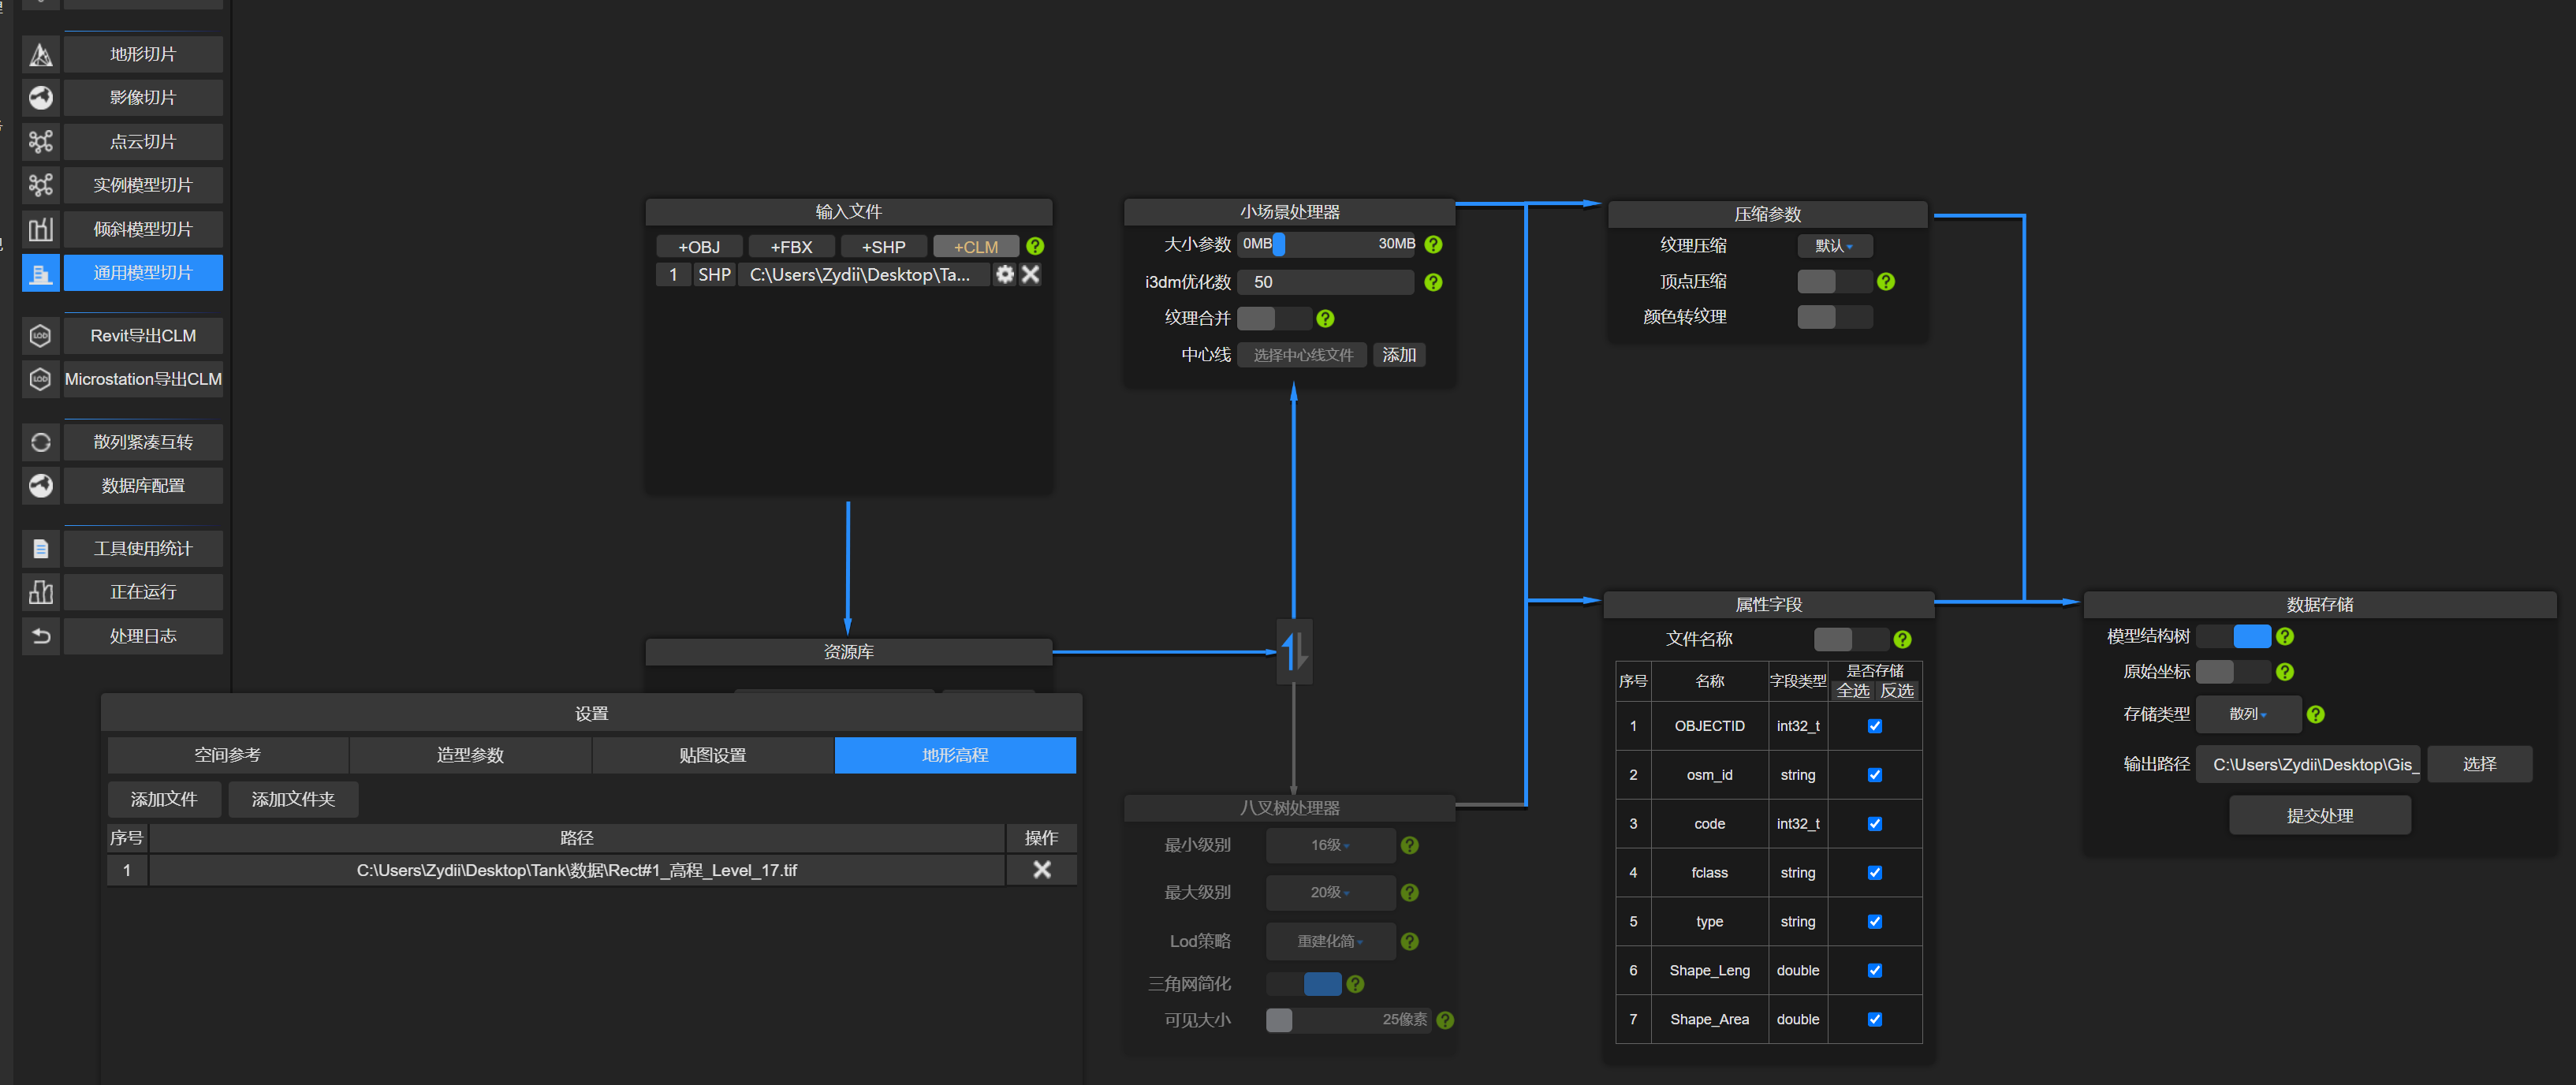 地形切片
影像切片
点云切片
实例模型切片
倾斜模型切片
通用模型切片
Revit导出CLM
Microstation导出CLM
散列紧凑互转
数据库配置
工具使用统计
正在运行
处理日志
输入文件
+OBJ +FBX +SHP +CLM
1 SHP C:\Users\Zydii\Desktop\Ta...
资源库
小场景处理器
大小参数 0MB 30MB
i3dm优化数 50
纹理合并
中心线 选择中心线文件 添加
压缩参数
纹理压缩 默认
顶点压缩
颜色转纹理
设置
空间参考 造型参数 贴图设置 地形高程
添加文件 添加文件夹
序号 路径 操作
1 C:\Users\Zydii\Desktop\Tank\数据\Rect#1_高程_Level_17.tif
八叉树处理器
最小级别 16级
最大级别 20级
Lod策略 重建化简
三角网简化
可见大小 25像素
属性字段
文件名称
序号 名称 字段类型 是否存储
全选 反选
1 OBJECTID int32_t
2 osm_id string
3 code int32_t
4 fclass string
5 type string
6 Shape_Leng double
7 Shape_Area double
数据存储
模型结构树
原始坐标
存储类型 散列
输出路径 C:\Users\Zydii\Desktop\Gis_ 选择
提交处理